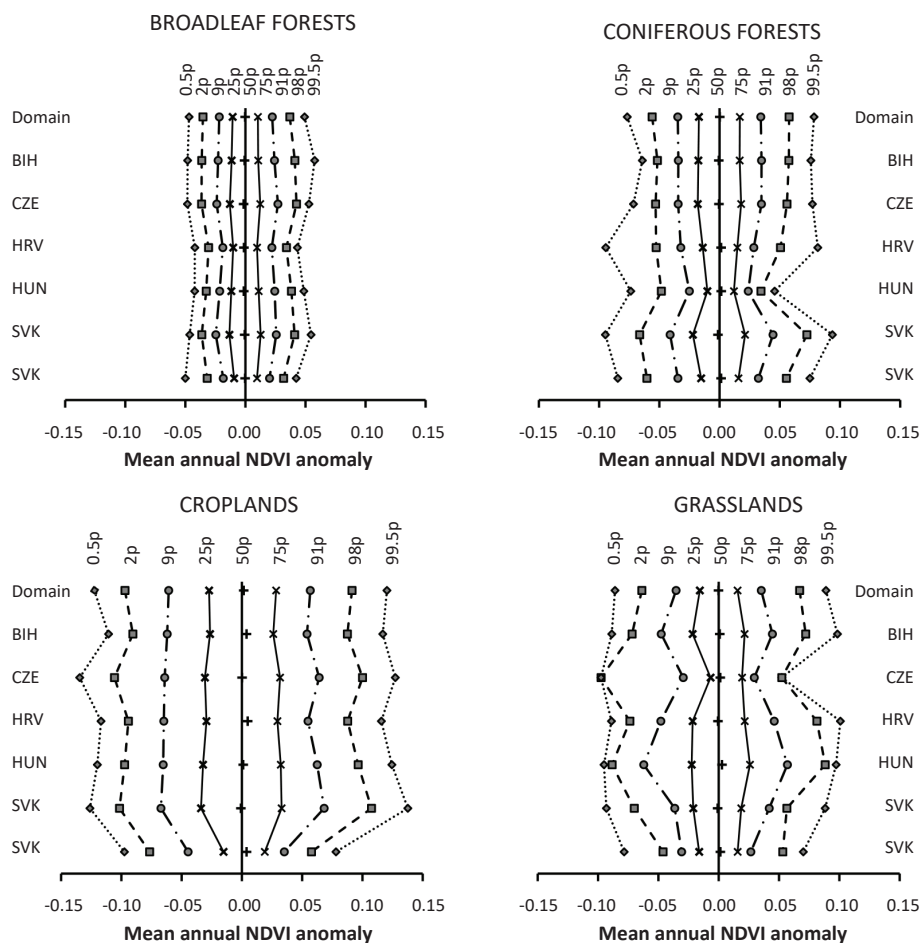 BROADLEAF FORESTS
0.5p 2p 9p 25p 50p 75p 91p 98p 99.5p
Domain
BIH
CZE
HRV
HUN
SVK
SVK
-0.15 -0.10 -0.05 0.00 0.05 0.10 0.15
Mean annual NDVI anomaly
CONIFEROUS FORESTS
0.5p 2p 9p 25p 50p 75p 91p 98p 99.5p
Domain
BIH
CZE
HRV
HUN
SVK
SVK
-0.15 -0.10 -0.05 0.00 0.05 0.10 0.15
Mean annual NDVI anomaly
CROPLANDS
0.5p 2p 9p 25p 50p 75p 91p 98p 99.5p
Domain
BIH
CZE
HRV
HUN
SVK
SVK
-0.15 -0.10 -0.05 0.00 0.05 0.10 0.15
Mean annual NDVI anomaly
GRASSLANDS
0.5p 2p 9p 25p 50p 75p 91p 98p 99.5p
Domain
BIH
CZE
HRV
HUN
SVK
SVK
-0.15 -0.10 -0.05 0.00 0.05 0.10 0.15
Mean annual NDVI anomaly